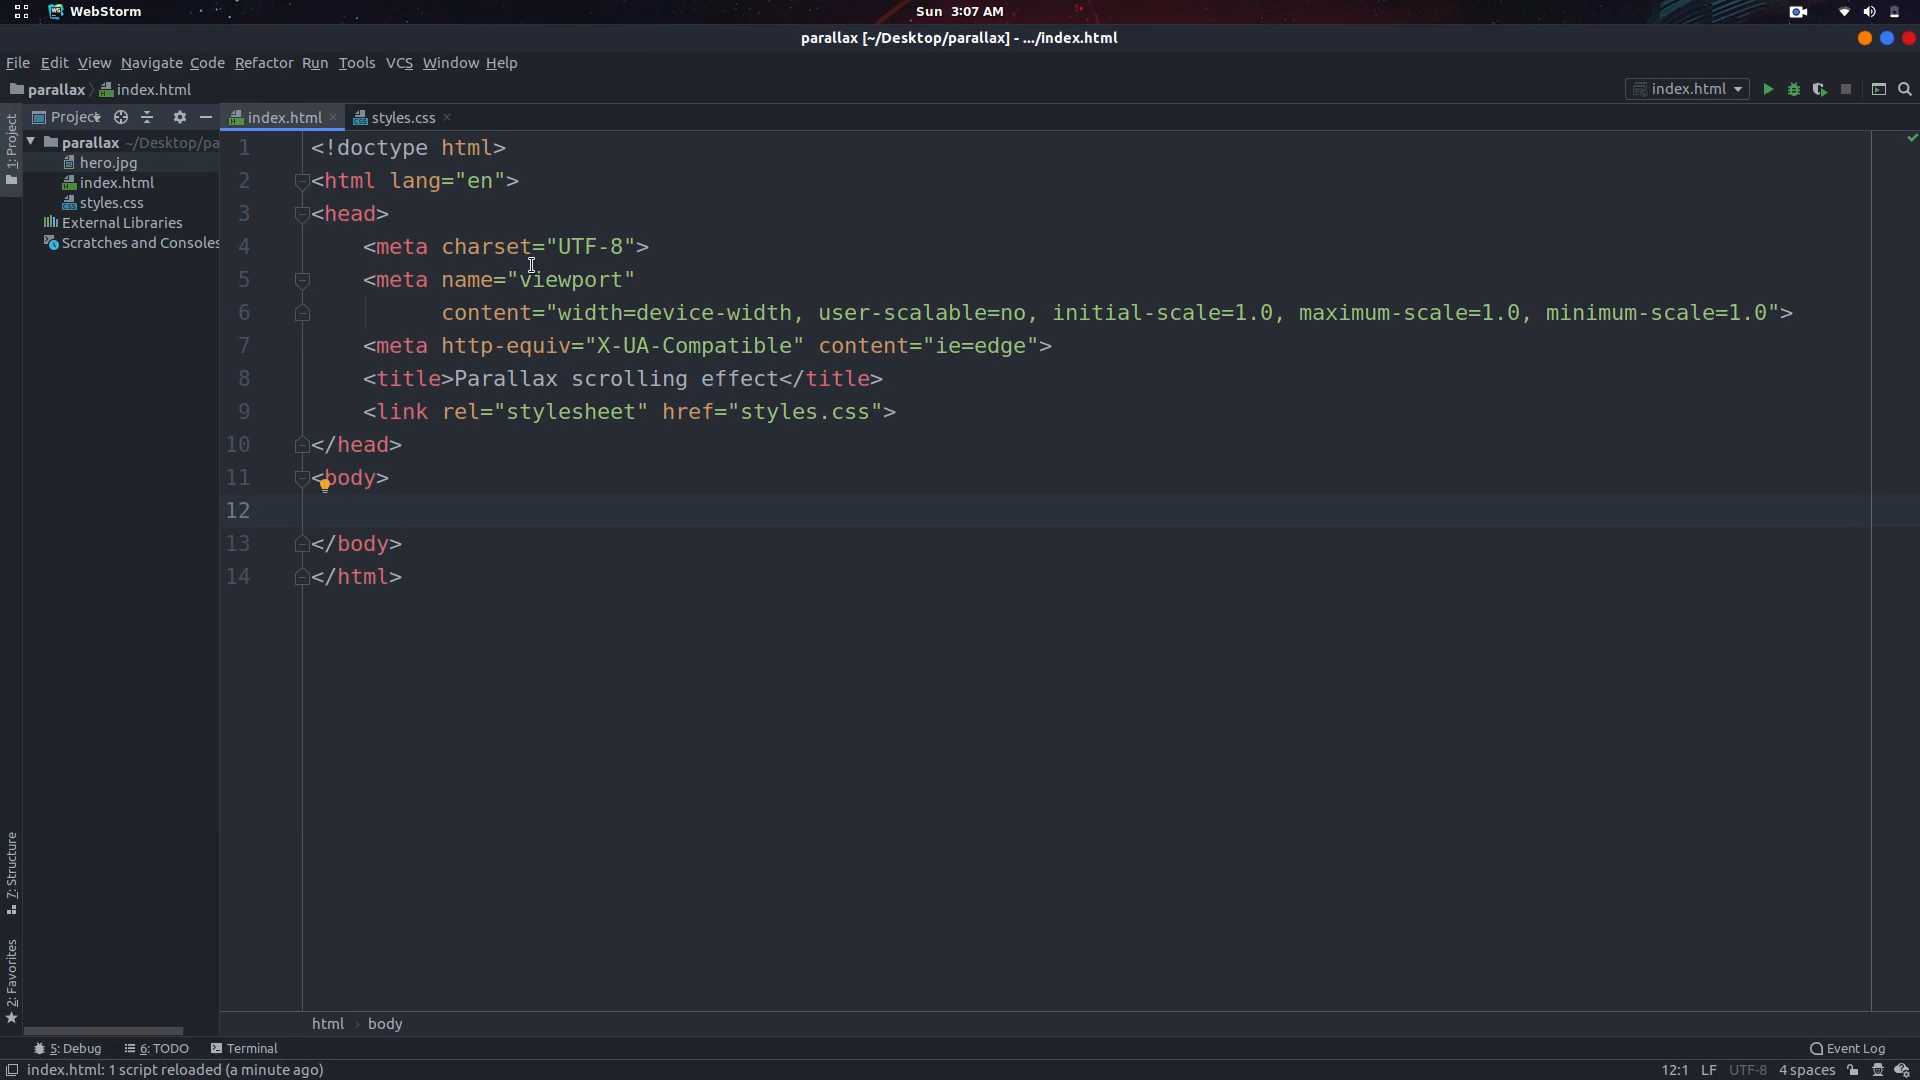 WebStorm
Sun 3:07 AM
parallax [~/Desktop/parallax] - .../index.html
File Edit View Navigate Code Refactor Run Tools VCS Window Help
parallax index.html
index.html
1: Project
Project
index.html
styles.css
parallax ~/Desktop/pa
hero.jpg
index.html
styles.css
External Libraries
Scratches and Consoles
1 <!doctype html>
2 <html lang="en">
3 <head>
4 <meta charset="UTF-8">
5 <meta name="viewport"
6 content="width=device-width, user-scalable=no, initial-scale=1.0, maximum-scale=1.0, minimum-scale=1.0">
7 <meta http-equiv="X-UA-Compatible" content="ie=edge">
8 <title>Parallax scrolling effect</title>
9 <link rel="stylesheet" href="styles.css">
10 </head>
11 <body>
12
13 </body>
14 </html>
7: Structure
2: Favorites
html body
5: Debug 6: TODO Terminal
Event Log
index.html: 1 script reloaded (a minute ago)
12:1 LF UTF-8 4 spaces